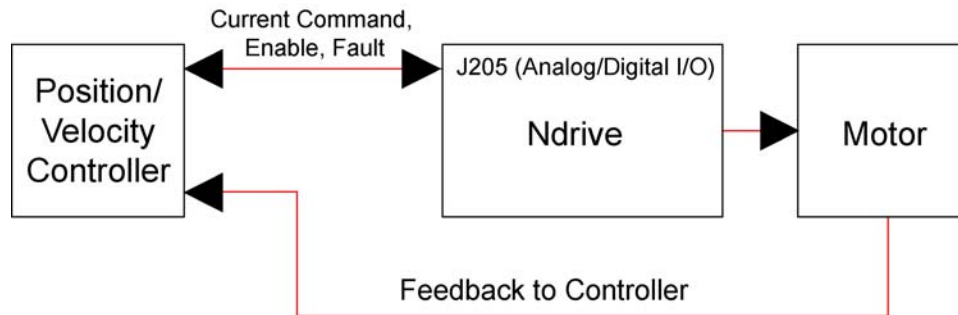 Current Command,
Enable, Fault
Position/
Velocity
Controller
J205 (Analog/Digital I/O)
Ndrive
Motor
Feedback to Controller